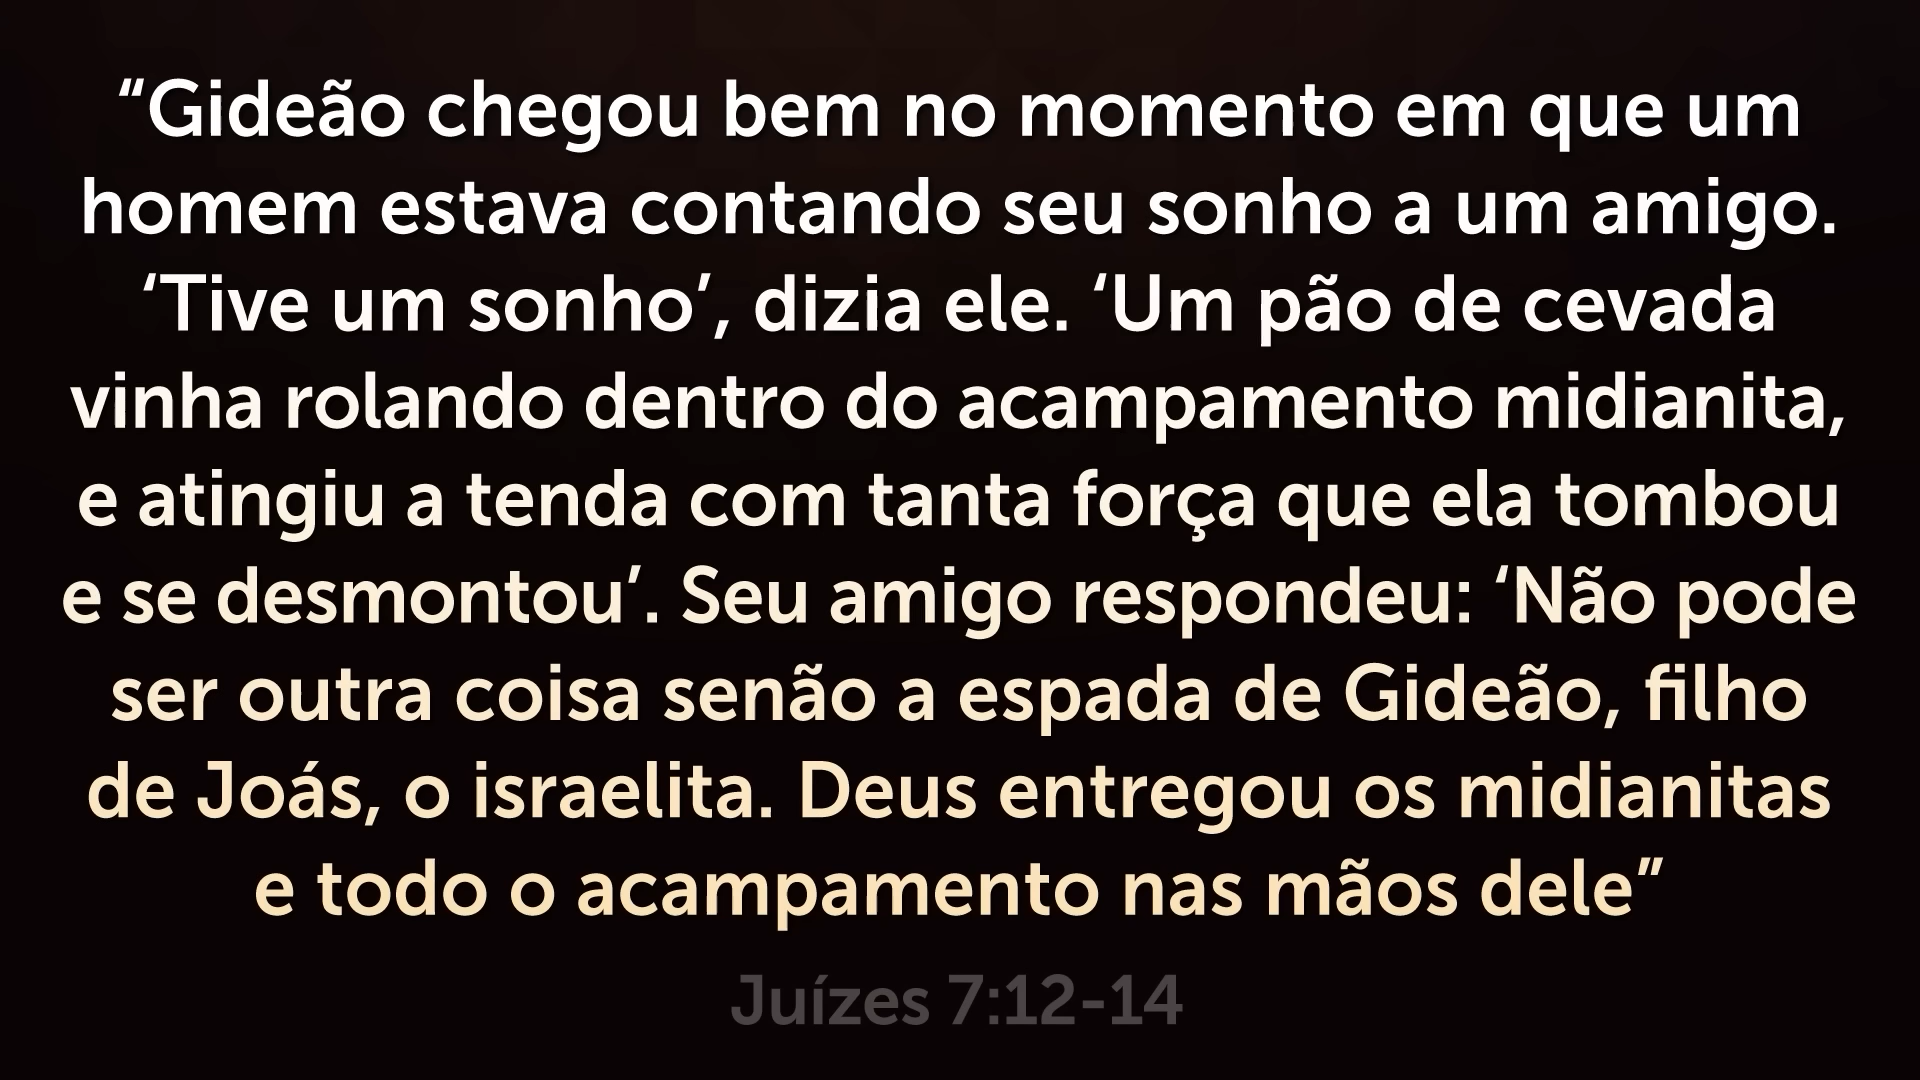 “Gideão chegou bem no momento em que um
homem estava contando seu sonho a um amigo.
‘Tive um sonho’, dizia ele. ‘Um pão de cevada
vinha rolando dentro do acampamento midianita,
e atingiu a tenda com tanta força que ela tombou
e se desmontou’. Seu amigo respondeu: ‘Não pode
ser outra coisa senão a espada de Gideão, filho
de Joás, o israelita. Deus entregou os midianitas
e todo o acampamento nas mãos dele”
Juízes 7:12-14